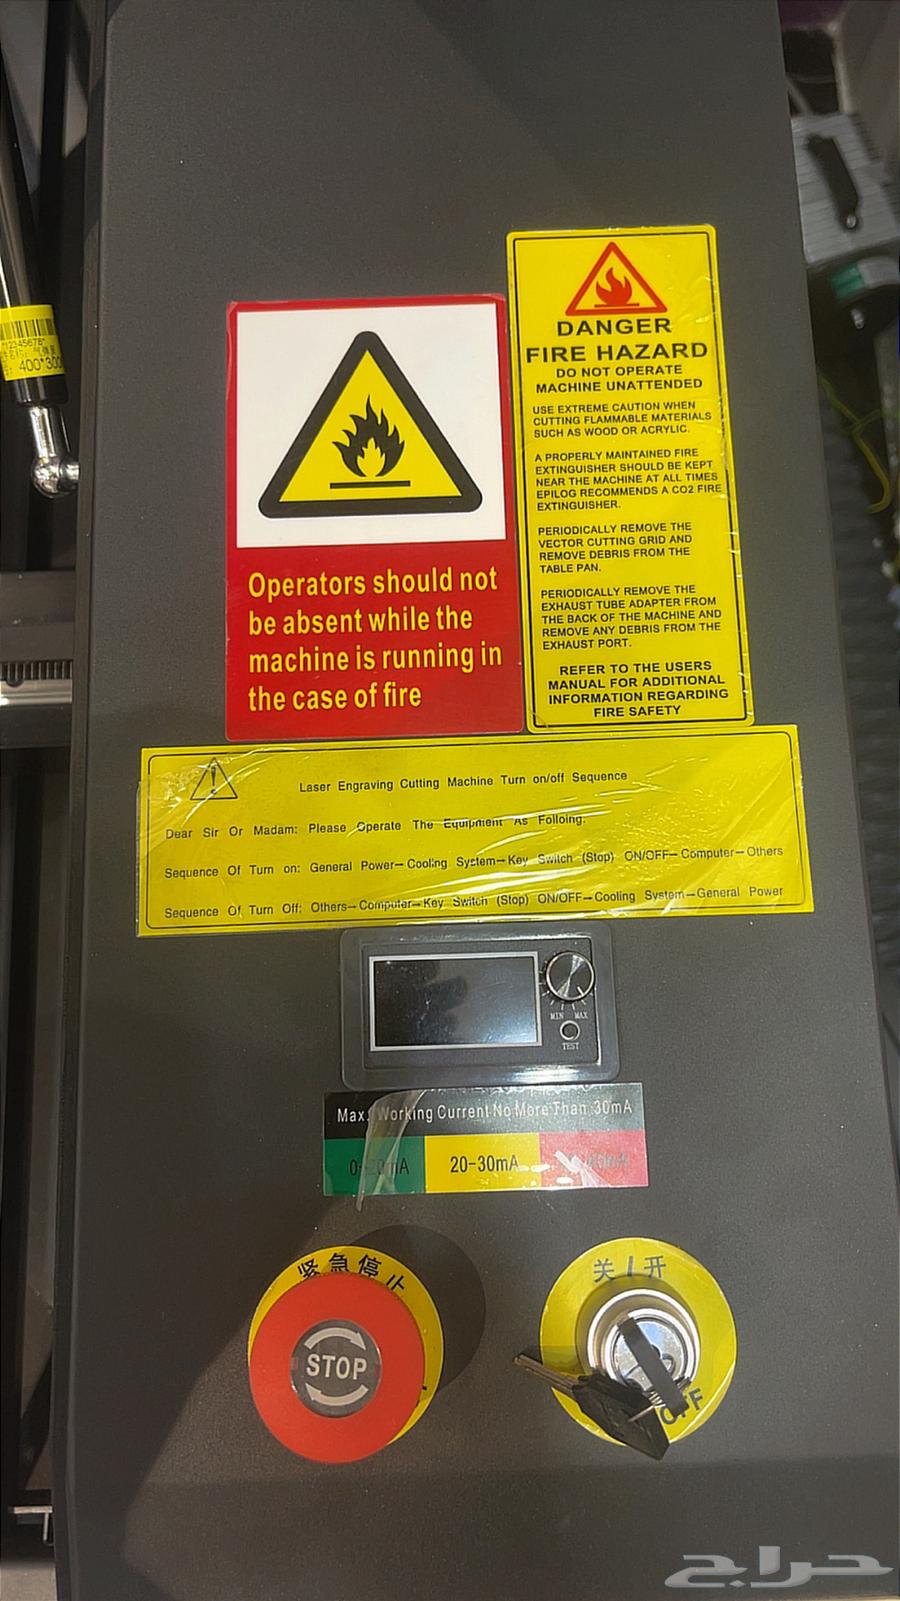 *12345678*
400*300
DANGER
FIRE HAZARD
DO NOT OPERATE
MACHINE UNATTENDED
USE EXTREME CAUTION WHEN
CUTTING FLAMMABLE MATERIALS
SUCH AS WOOD OR ACRYLIC.
A PROPERLY MAINTAINED FIRE
EXTINGUISHER SHOULD BE KEPT
NEAR THE MACHINE AT ALL TIMES
EPILOG RECOMMENDS A CO2 FIRE
EXTINGUISHER.
PERIODICALLY REMOVE THE
VECTOR CUTTING GRID AND
REMOVE DEBRIS FROM THE
TABLE PAN.
PERIODICALLY REMOVE THE
EXHAUST TUBE ADAPTER FROM
THE BACK OF THE MACHINE AND
REMOVE ANY DEBRIS FROM THE
EXHAUST PORT.
REFER TO THE USERS
MANUAL FOR ADDITIONAL
INFORMATION REGARDING
FIRE SAFETY
Operators should not
be absent while the
machine is running in
the case of fire
Laser Engraving Cutting Machine Turn on/off Sequence
Dear Sir Or Madam: Please Operate The Equipment As Folloing:
Sequence Of Turn on: General Power—Cooling System—Key Switch (Stop) ON/OFF—Computer—Others
Sequence Of Turn Off: Others—Computer—Key Switch (Stop) ON/OFF—Cooling System—General Power
MIN MAX
TEST
Max: Working Current No More Than 30mA
0-20mA 20-30mA
紧急停止
STOP
关/开
OFF
حراج